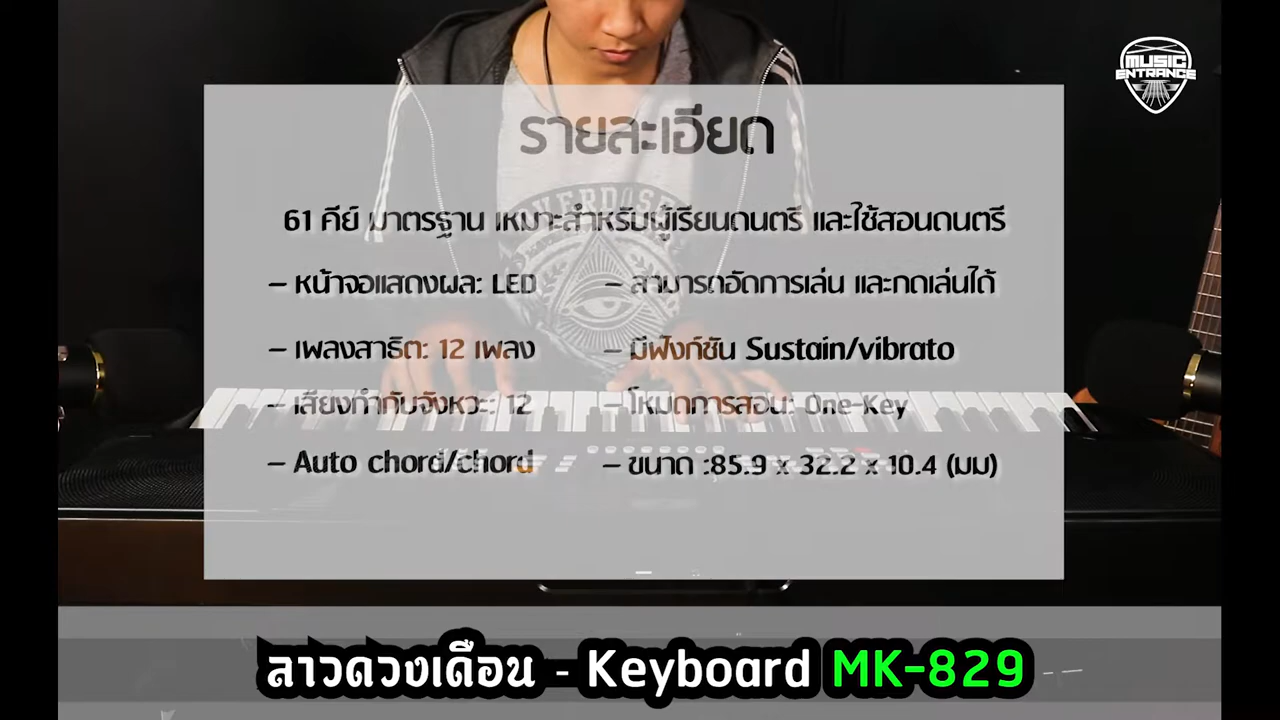 MUSIC
ENTRANCE
รายละเอียด
OVERDOSE
61 คีย์ มาตรฐาน เหมาะสำหรับผู้เรียนดนตรี และใช้สอนดนตรี
– หน้าจอแสดงผล: LED
– สามารถอัดการเล่น และกดเล่นได้
– เพลงสาธิต: 12 เพลง
– มีฟังก์ชัน Sustain/vibrato
– เสียงกำกับจังหวะ: 12
– โหมดการสอน: One-Key
– Auto chord/chord
– ขนาด :85.9 x 32.2 x 10.4 (มม)
ลาวดวงเดือน - Keyboard MK-829